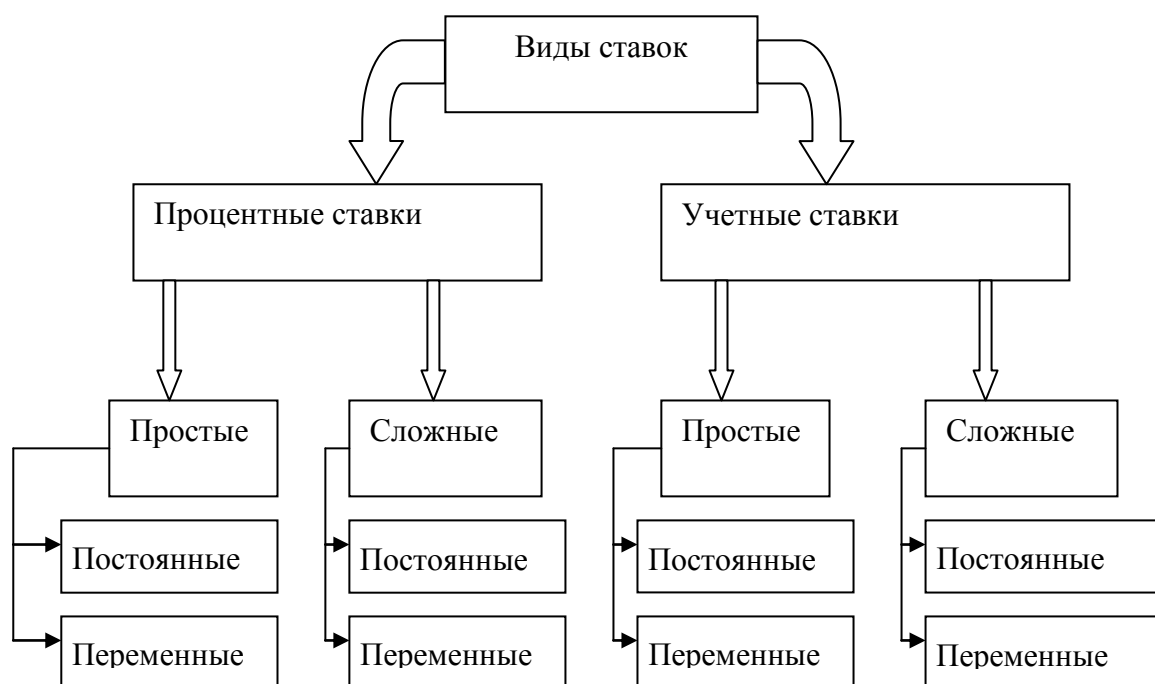 Виды ставок
Процентные ставки
Учетные ставки
Простые
Сложные
Простые
Сложные
Постоянные
Постоянные
Постоянные
Постоянные
Переменные
Переменные
Переменные
Переменные